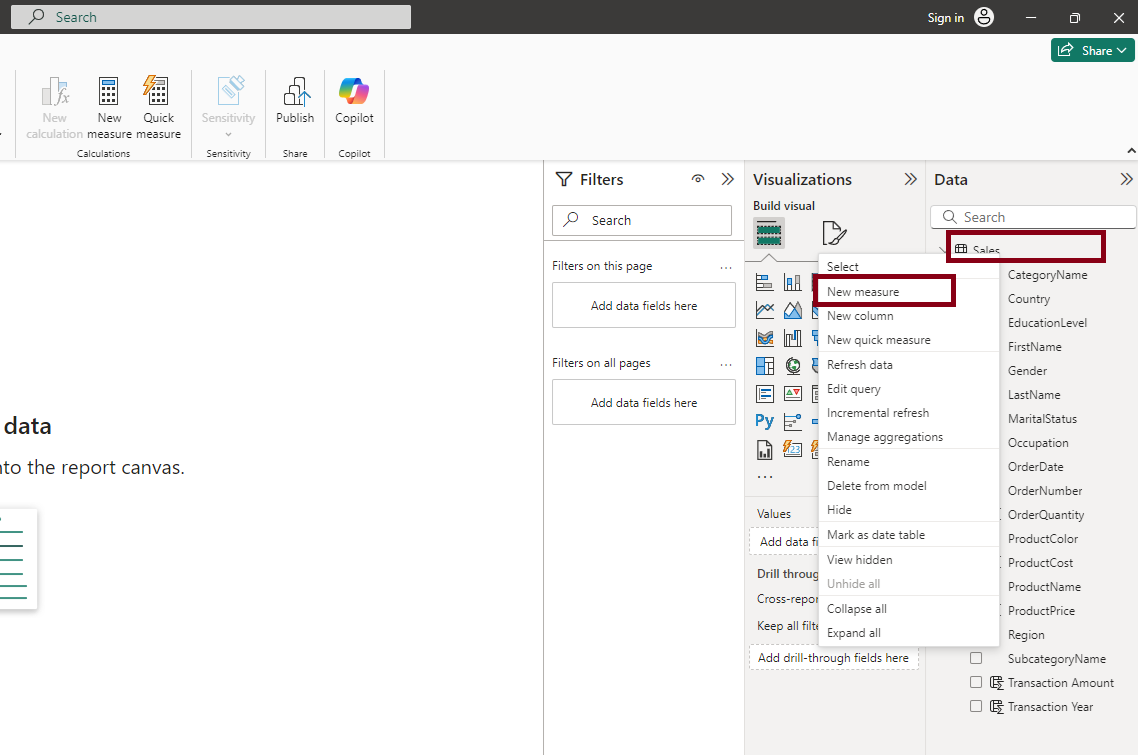 Search
Sign in
Share
New calculation
New measure
Quick measure
Calculations
Sensitivity
Sensitivity
Publish
Share
Copilot
Copilot
data
nto the report canvas.
Filters
Search
Filters on this page
...
Add data fields here
Filters on all pages
...
Add data fields here
Visualizations
Build visual
Py
123
...
Values
Add data fi
Drill throug
Cross-repor
Keep all filte
Add drill-through fields here
Select
New measure
New column
New quick measure
Refresh data
Edit query
Incremental refresh
Manage aggregations
Rename
Delete from model
Hide
Mark as date table
View hidden
Unhide all
Collapse all
Expand all
Data
Search
Sales
CategoryName
Country
EducationLevel
FirstName
Gender
LastName
MaritalStatus
Occupation
OrderDate
OrderNumber
OrderQuantity
ProductColor
ProductCost
ProductName
ProductPrice
Region
SubcategoryName
Transaction Amount
Transaction Year